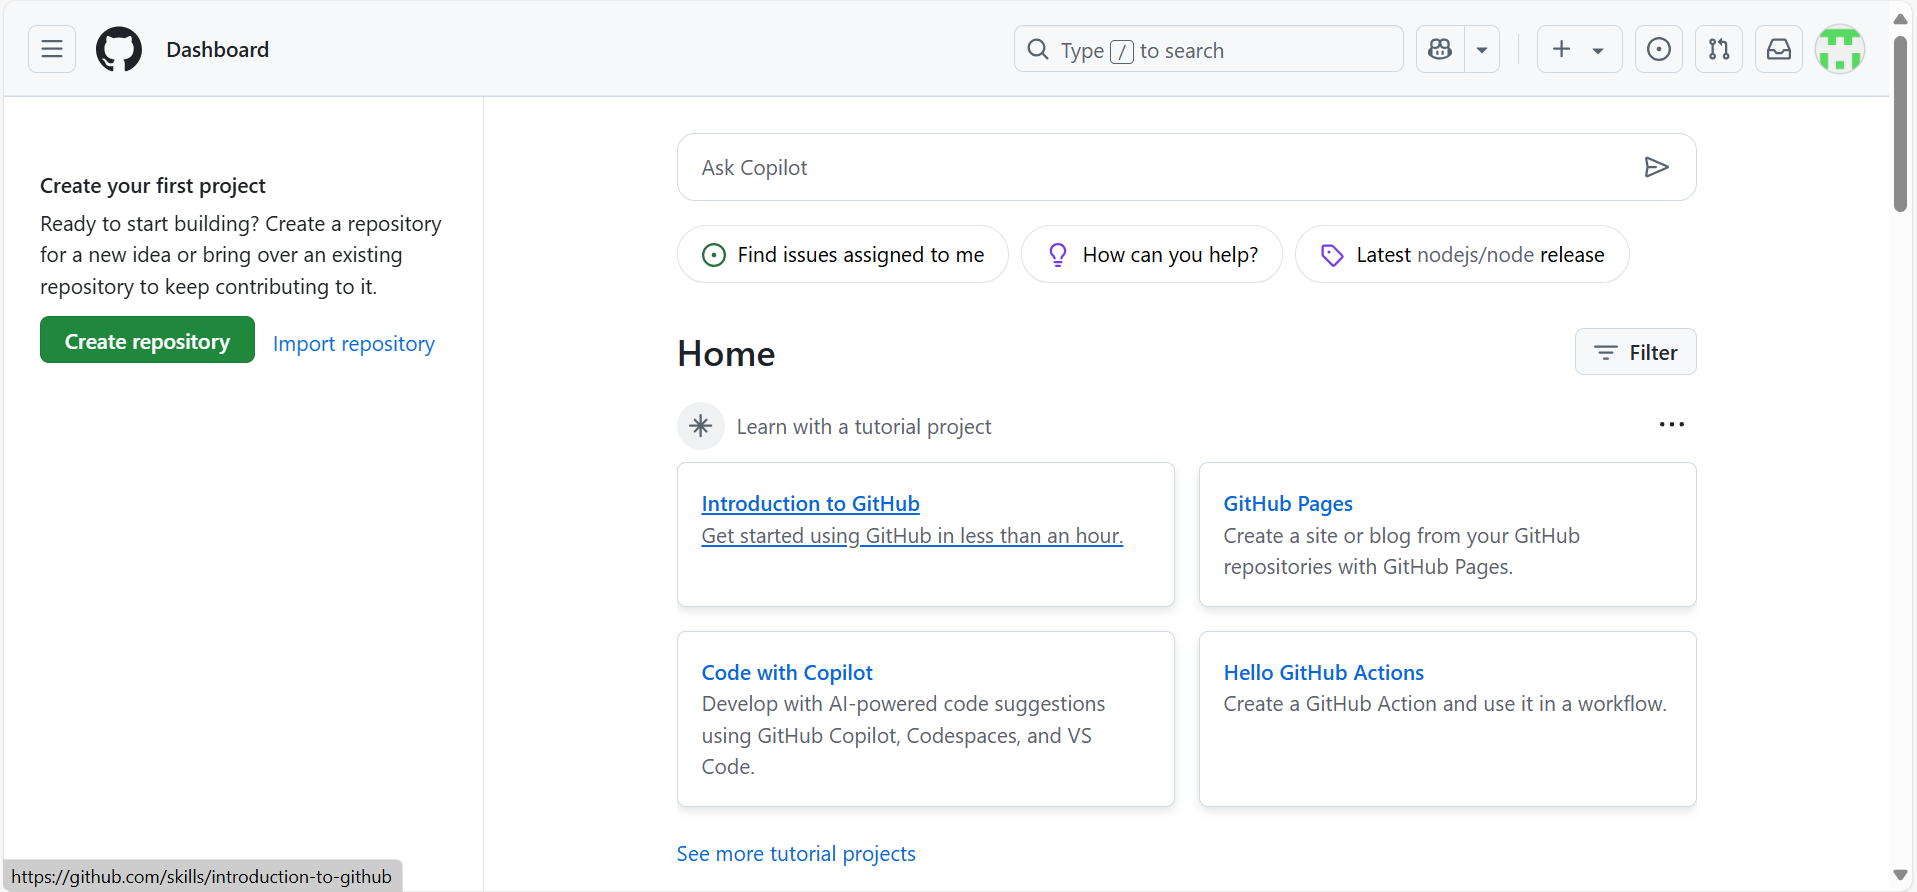 Dashboard
Type / to search
Create your first project
Ready to start building? Create a repository
for a new idea or bring over an existing
repository to keep contributing to it.
Create repository
Import repository
Ask Copilot
Find issues assigned to me
How can you help?
Latest nodejs/node release
Home
Filter
Learn with a tutorial project
Introduction to GitHub
Get started using GitHub in less than an hour.
GitHub Pages
Create a site or blog from your GitHub
repositories with GitHub Pages.
Code with Copilot
Develop with AI-powered code suggestions
using GitHub Copilot, Codespaces, and VS
Code.
Hello GitHub Actions
Create a GitHub Action and use it in a workflow.
See more tutorial projects
https://github.com/skills/introduction-to-github